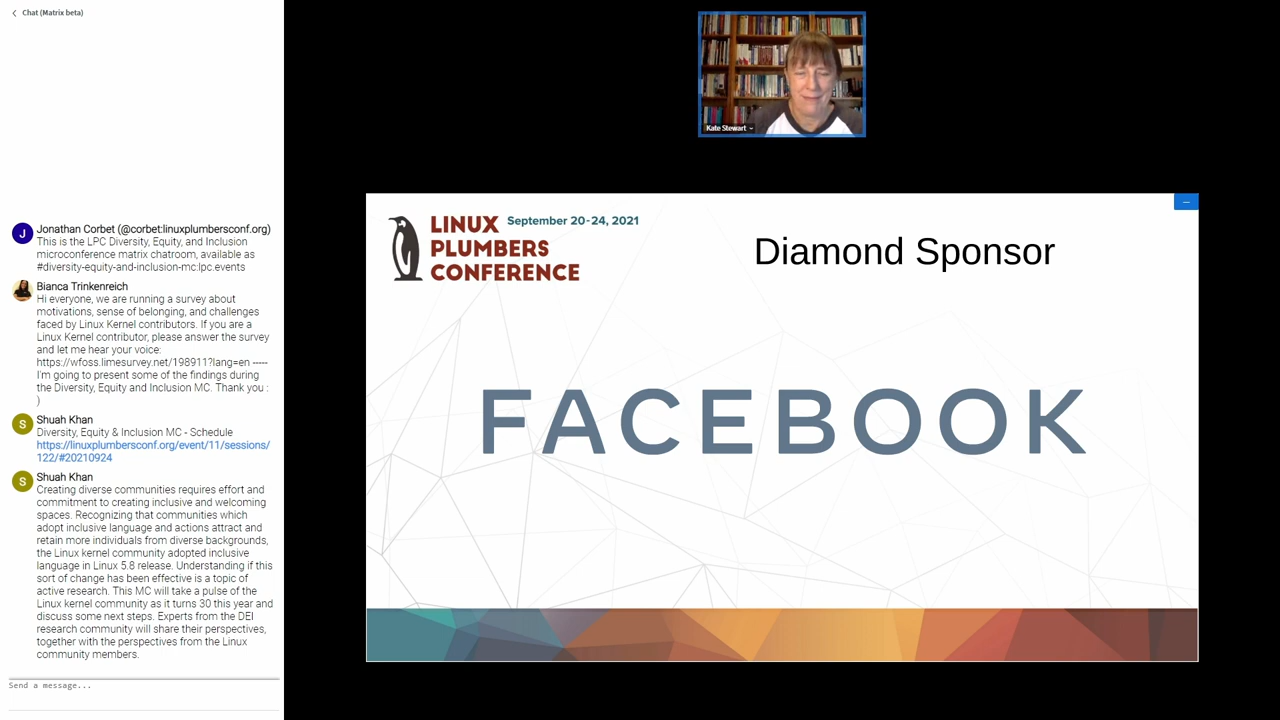 Chat (Matrix beta)
J
Jonathan Corbet (@corbet:linuxplumbersconf.org)
This is the LPC Diversity, Equity, and Inclusion
microconference matrix chatroom, available as
#diversity-equity-and-inclusion-mc:lpc.events
Bianca Trinkenreich
Hi everyone, we are running a survey about
motivations, sense of belonging, and challenges
faced by Linux Kernel contributors. If you are a
Linux Kernel contributor, please answer the survey
and let me hear your voice:
https://wfoss.limesurvey.net/198911?lang=en -----
I'm going to present some of the findings during
the Diversity, Equity and Inclusion MC. Thank you :
)
S
Shuah Khan
Diversity, Equity & Inclusion MC - Schedule
https://linuxplumbersconf.org/event/11/sessions/
122/#20210924
S
Shuah Khan
Creating diverse communities requires effort and
commitment to creating inclusive and welcoming
spaces. Recognizing that communities which
adopt inclusive language and actions attract and
retain more individuals from diverse backgrounds,
the Linux kernel community adopted inclusive
language in Linux 5.8 release. Understanding if this
sort of change has been effective is a topic of
active research. This MC will take a pulse of the
Linux kernel community as it turns 30 this year and
discuss some next steps. Experts from the DEI
research community will share their perspectives,
together with the perspectives from the Linux
community members.
Send a message...
Kate Stewart
LINUX September 20-24, 2021
PLUMBERS
CONFERENCE
Diamond Sponsor
FACEBOOK